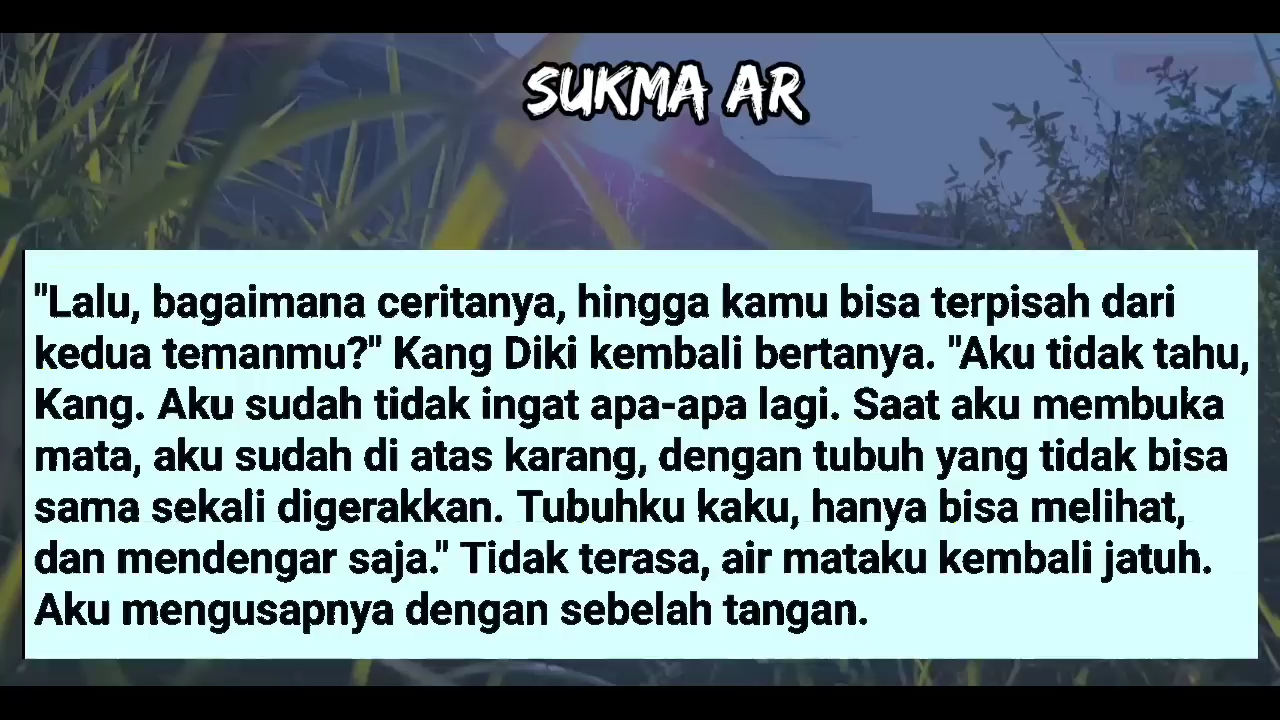 SUKMA AR
"Lalu, bagaimana ceritanya, hingga kamu bisa terpisah dari
kedua temanmu?" Kang Diki kembali bertanya. "Aku tidak tahu,
Kang. Aku sudah tidak ingat apa-apa lagi. Saat aku membuka
mata, aku sudah di atas karang, dengan tubuh yang tidak bisa
sama sekali digerakkan. Tubuhku kaku, hanya bisa melihat,
dan mendengar saja." Tidak terasa, air mataku kembali jatuh.
Aku mengusapnya dengan sebelah tangan.